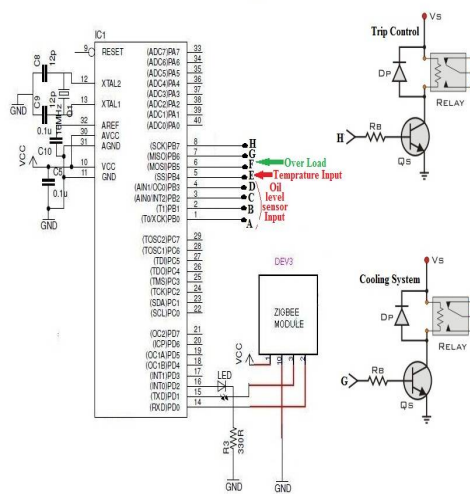 IC1
C8
12p
C9
12p
Q1
16MHz
GND
0.1u
C10
VCC
C5
0.1u
GND
9 RESET
12 XTAL2
13 XTAL1
32 AREF
30 AVCC
31 AGND
10 VCC
11 GND
(ADC7)PA7 33
(ADC6)PA6 34
(ADC5)PA5 35
(ADC4)PA4 36
(ADC3)PA3 37
(ADC2)PA2 38
(ADC1)PA1 39
(ADC0)PA0 40
(SCK)PB7 8 H
(MISO)PB6 7 G
(MOSI)PB5 6 F Over Load
(SS)PB4 5 E Temprature Input
(AIN1/OC0)PB3 4 D Oil
(AIN0/INT2)PB2 3 C level
(T1)PB1 2 B sensor
(T0/XCK)PB0 1 A Input
(TOSC2)PC7 29
(TOSC1)PC6 28
(TDI)PC5 27
(TDO)PC4 26
(TMS)PC3 25
(TCK)PC2 24
(SDA)PC1 23
(SCL)PC0 22
(OC2)PD7 21
(ICP)PD6 20
(OC1A)PD5 19
(OC1B)PD4 18
(INT1)PD3 17
(INT0)PD2 16
(TXD)PD1 15
(RXD)PD0 14
LED
R3
330R
GND
DEV3
ZIGBEE
MODULE
VCC
1 10 3 2
GND
Vs
Trip Control
DP
RELAY
H
RB
QS
Vs
Cooling System
DP
RELAY
G
RB
QS